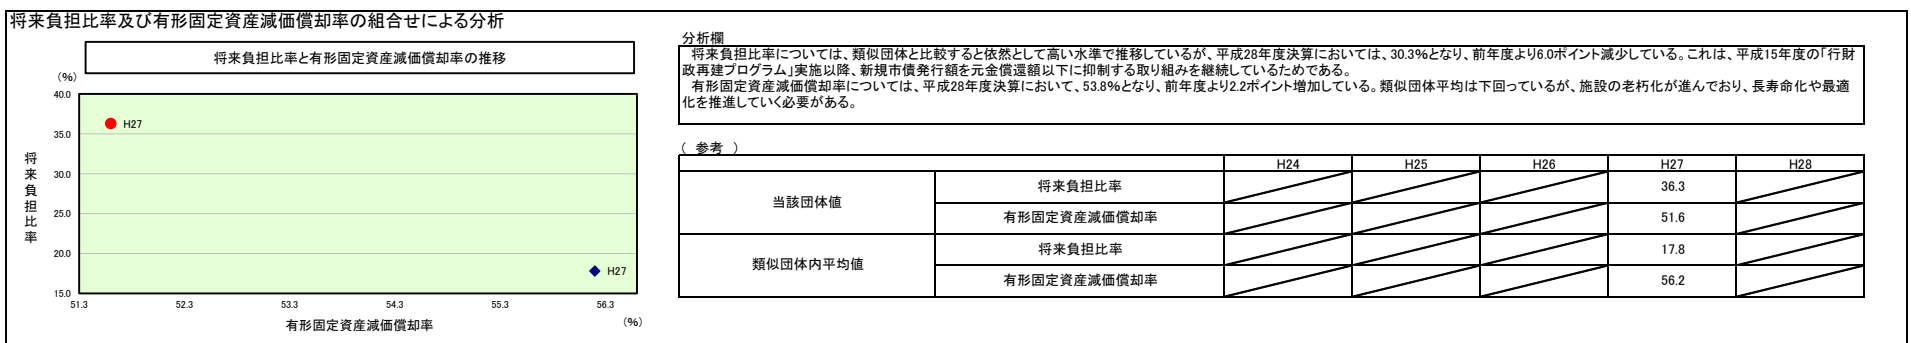 将来負担比率及び有形固定資産減価償却率の組合せによる分析
将来負担比率と有形固定資産減価償却率の推移
(%)
40.0
35.0
30.0
25.0
20.0
15.0
将来負担比率
H27
H27
51.3 52.3 53.3 54.3 55.3 56.3
有形固定資産減価償却率
(%)
分析欄
将来負担比率については、類似団体と比較すると依然として高い水準で推移しているが、平成28年度決算においては、30.3%となり、前年度より6.0ポイント減少している。これは、平成15年度の「行財
政再建プログラム」実施以降、新規市債発行額を元金償還額以下に抑制する取り組みを継続しているためである。
有形固定資産減価償却率については、平成28年度決算において、53.8%となり、前年度より2.2ポイント増加している。類似団体平均は下回っているが、施設の老朽化が進んでおり、長寿命化や最適
化を推進していく必要がある。
( 参考 )
H24 H25 H26 H27 H28
当該団体値
将来負担比率 36.3
有形固定資産減価償却率 51.6
類似団体内平均値
将来負担比率 17.8
有形固定資産減価償却率 56.2